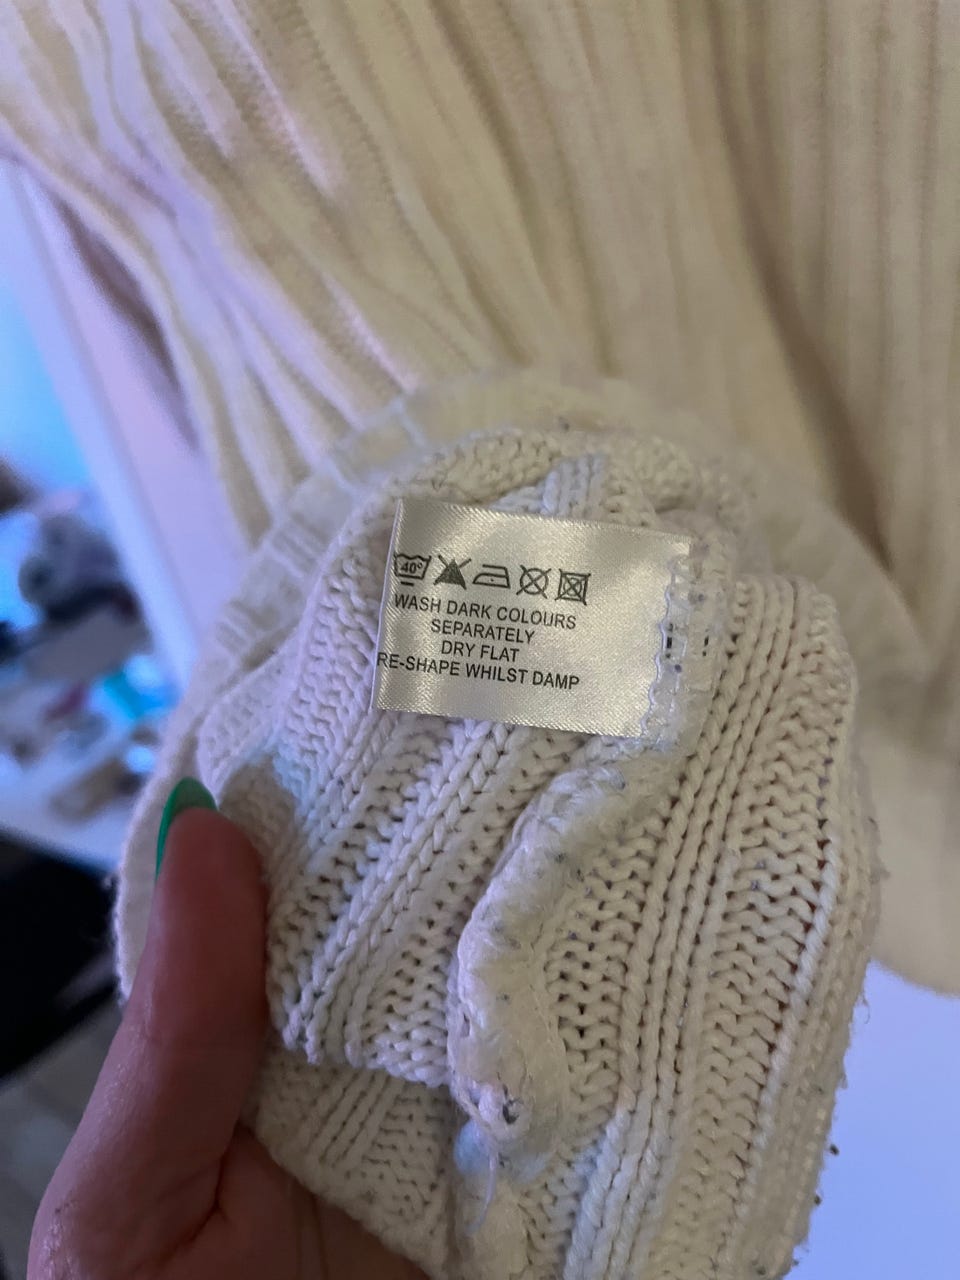 40°
WASH DARK COLOURS
SEPARATELY
DRY FLAT
RE-SHAPE WHILST DAMP